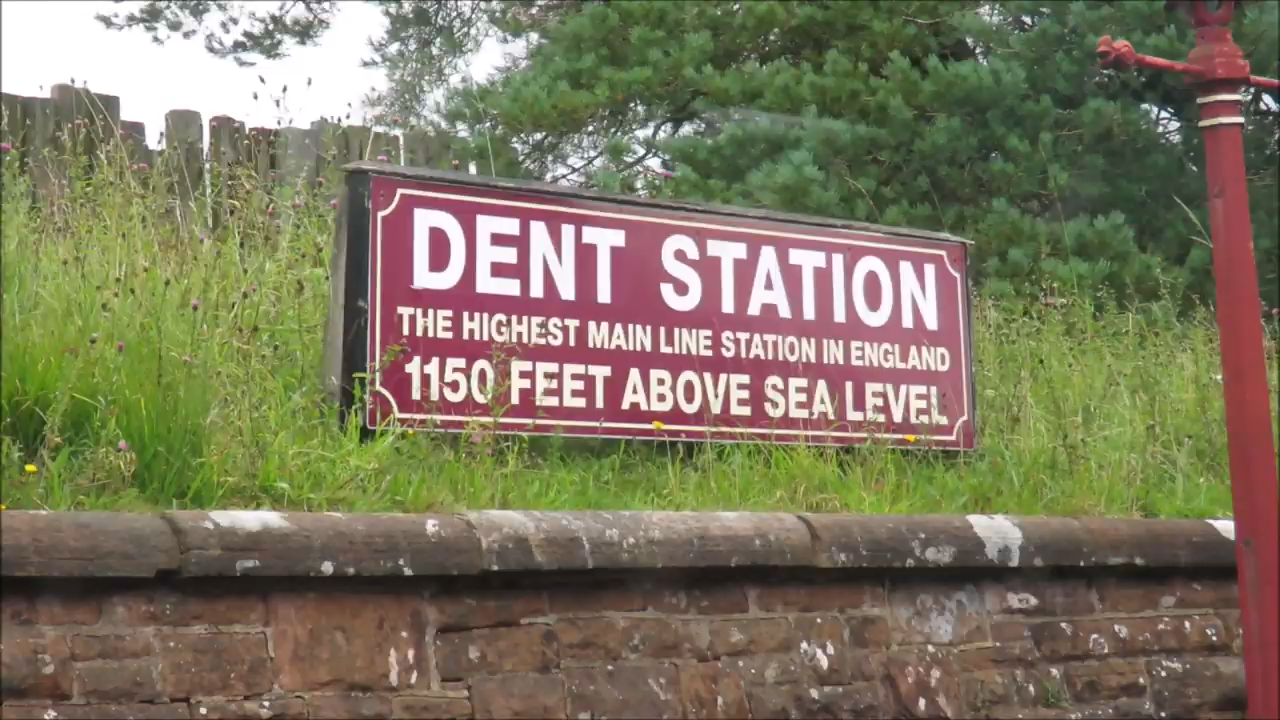 DENT STATION
THE HIGHEST MAIN LINE STATION IN ENGLAND
1150 FEET ABOVE SEA LEVEL